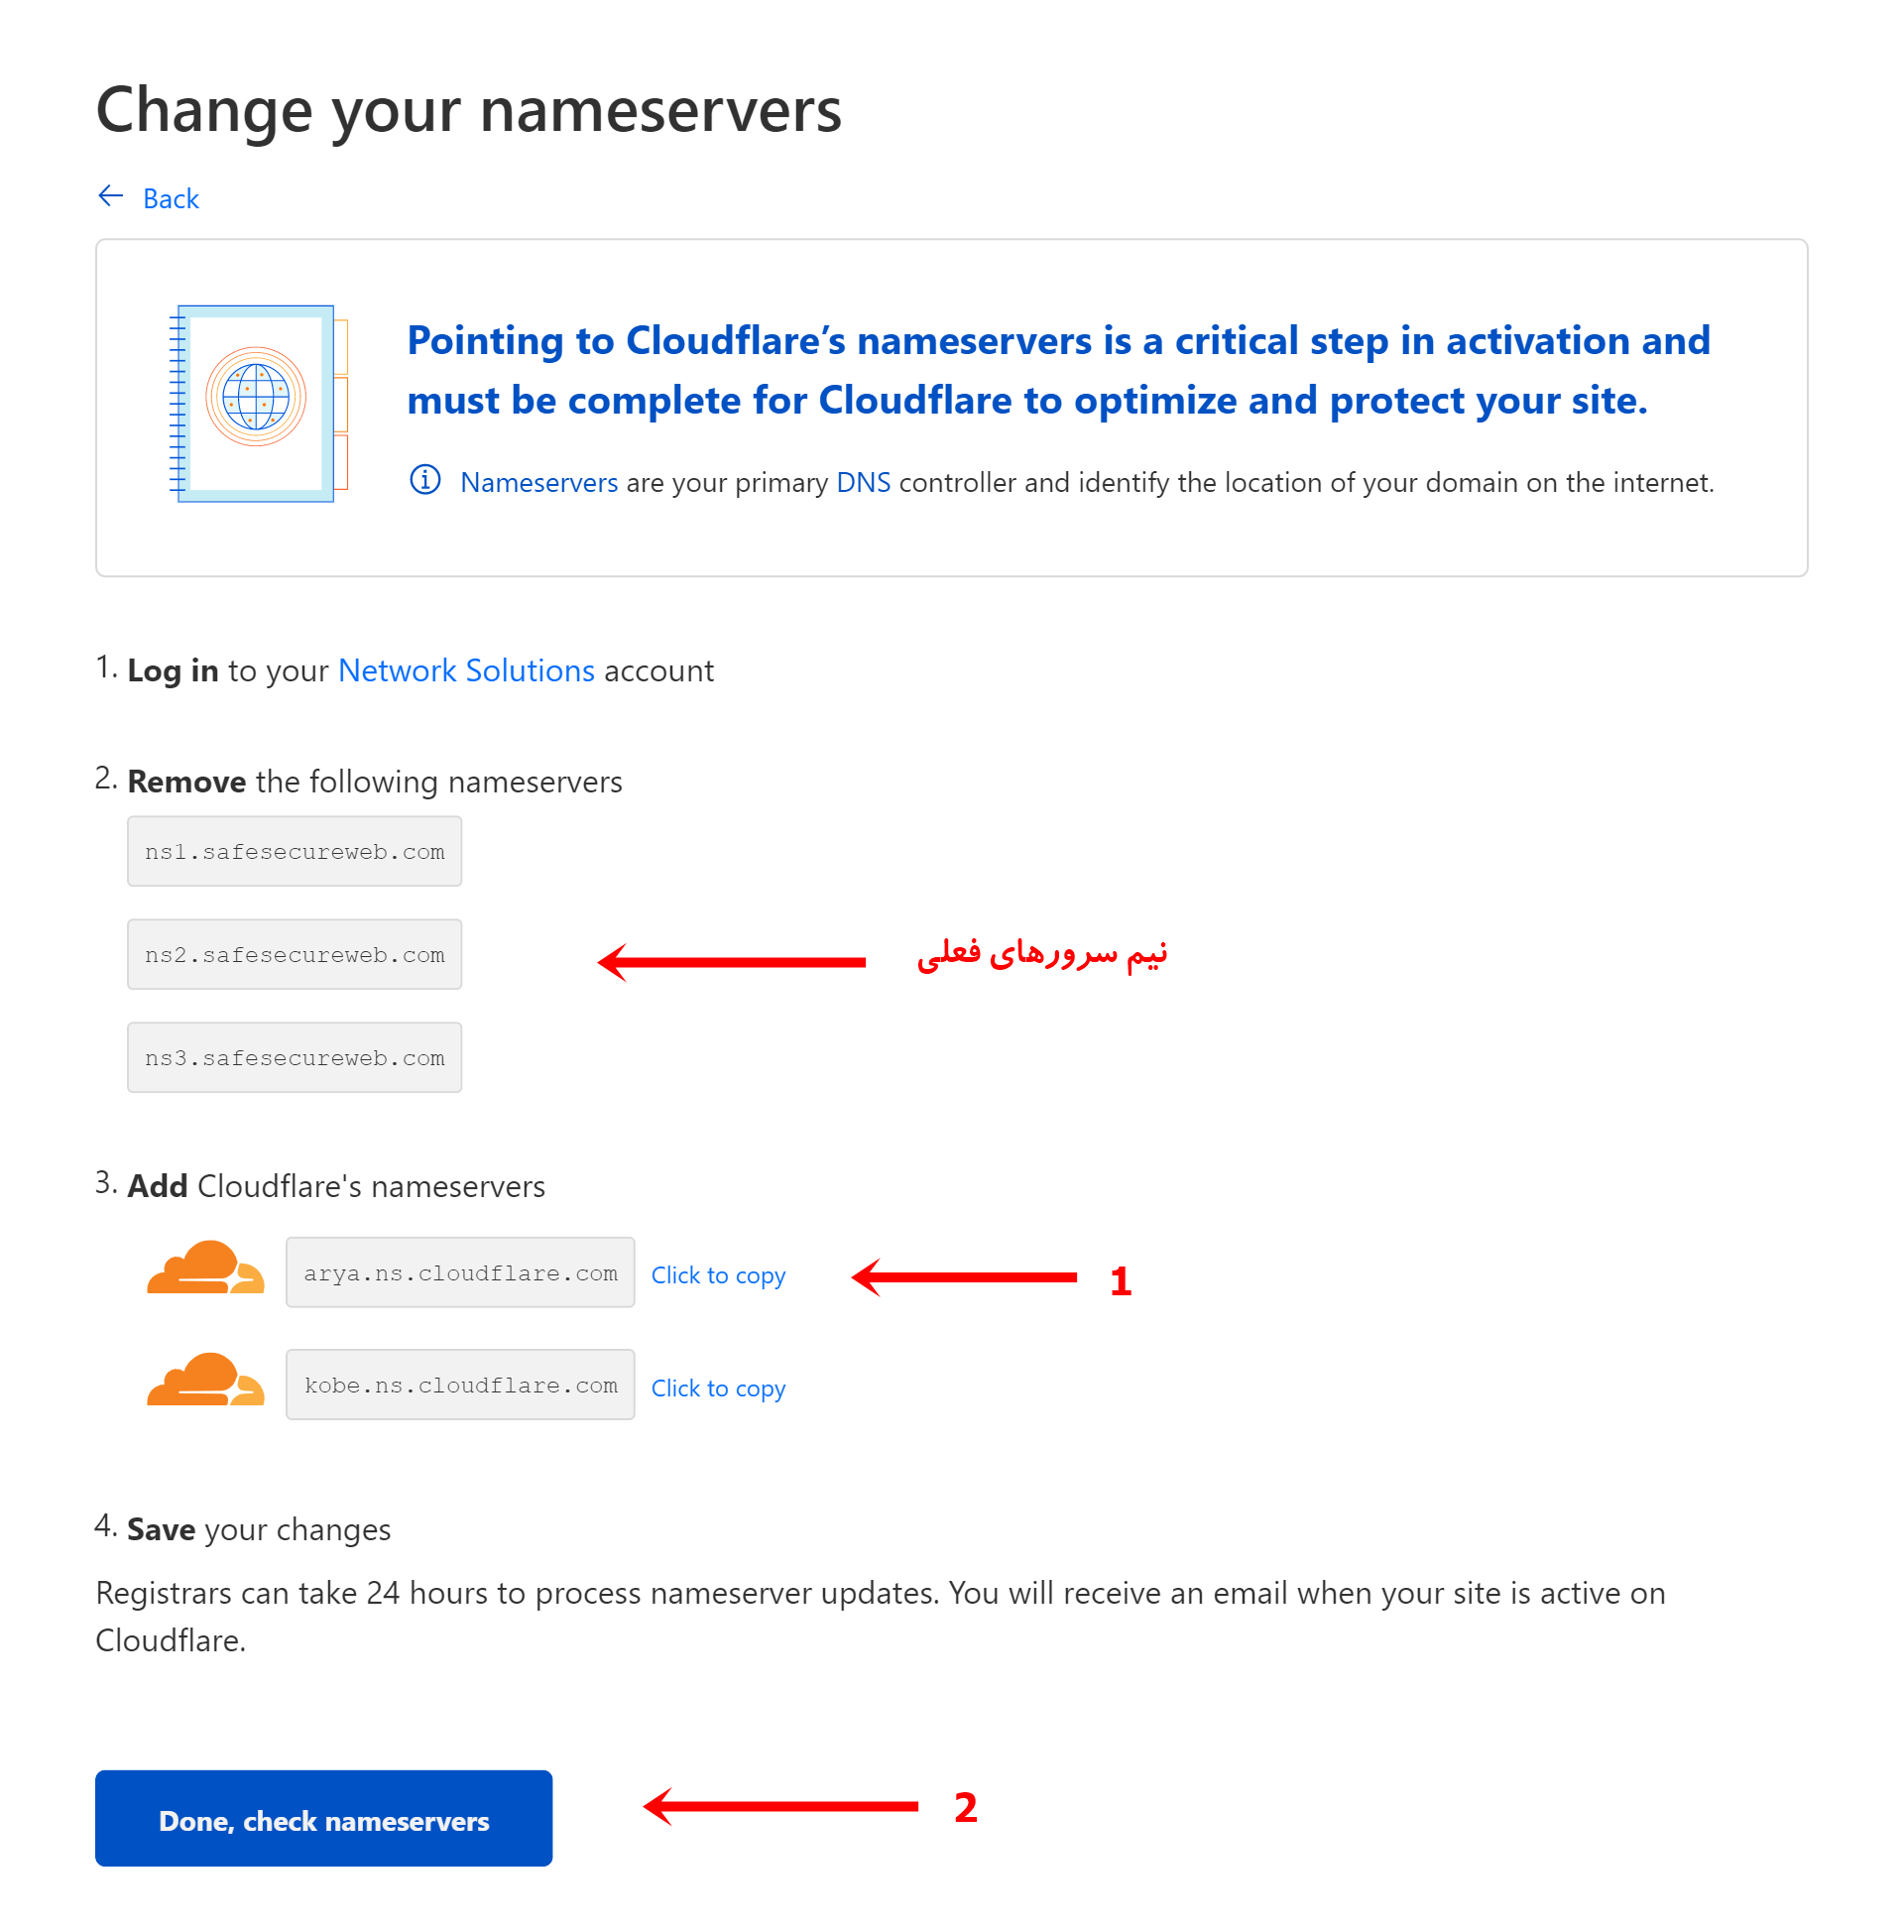 Change your nameservers
← Back
Pointing to Cloudflare’s nameservers is a critical step in activation and
must be complete for Cloudflare to optimize and protect your site.
Nameservers are your primary DNS controller and identify the location of your domain on the internet.
1. Log in to your Network Solutions account
2. Remove the following nameservers
ns1.safesecureweb.com
ns2.safesecureweb.com
نیم سرورهای فعلی
ns3.safesecureweb.com
3. Add Cloudflare's nameservers
arya.ns.cloudflare.com Click to copy 1
kobe.ns.cloudflare.com Click to copy
4. Save your changes
Registrars can take 24 hours to process nameserver updates. You will receive an email when your site is active on
Cloudflare.
Done, check nameservers 2